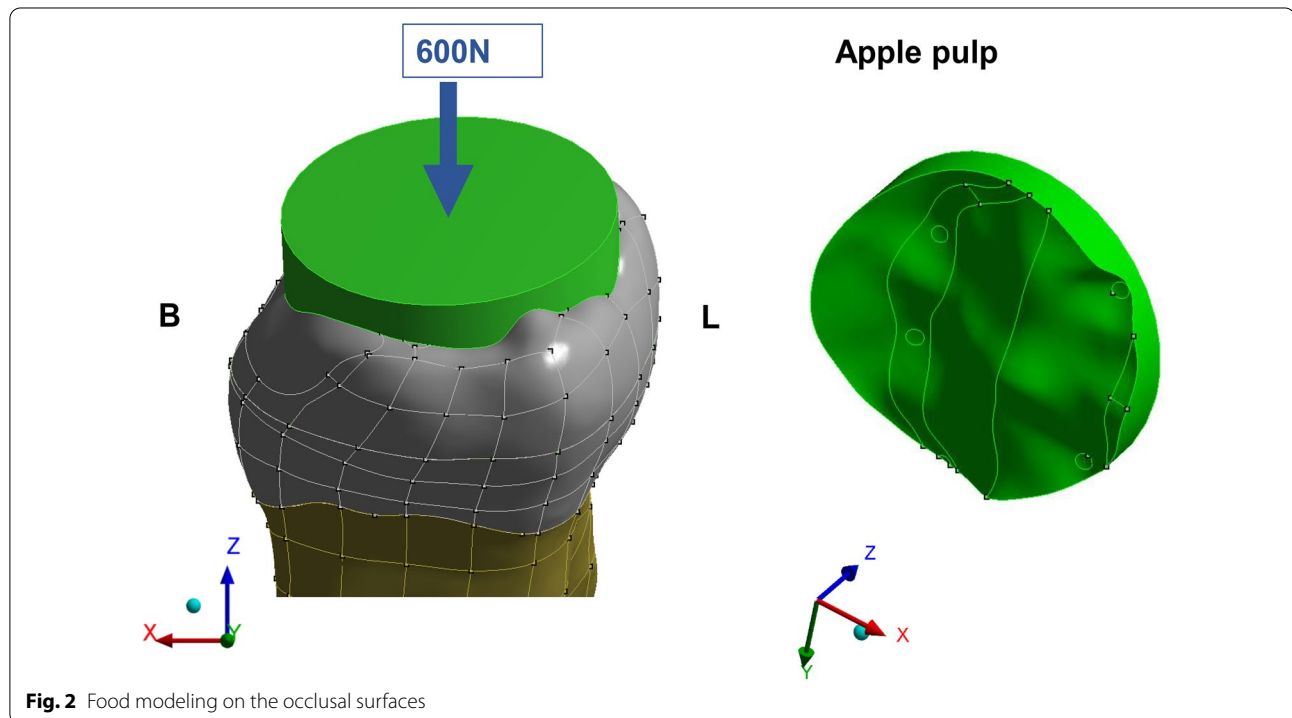 600N
Apple pulp
B
L
Z
X
Y
Z
X
Y
Fig. 2 Food modeling on the occlusal surfaces